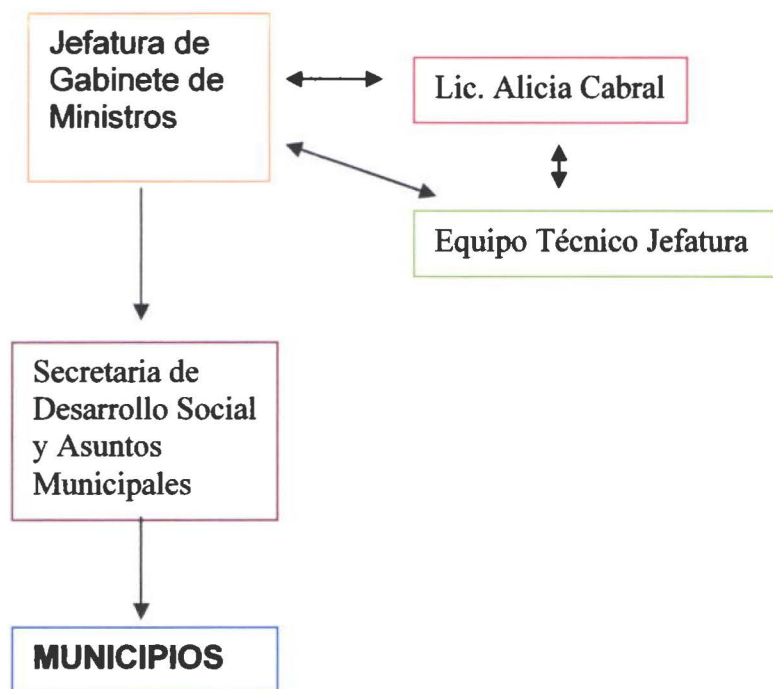 Jefatura de
Gabinete de
Ministros
Lic. Alicia Cabral
Equipo Técnico Jefatura
Secretaria de
Desarrollo Social
y Asuntos
Municipales
MUNICIPIOS